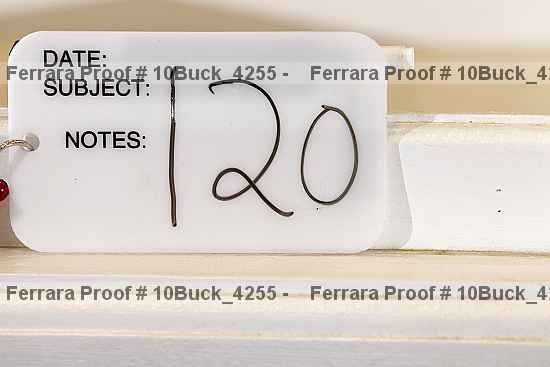 DATE:
Ferrara Proof # 10Buck_4255 - Ferrara Proof # 10Buck_4
SUBJECT:
120
NOTES:
Ferrara Proof # 10Buck_4255 - Ferrara Proof # 10Buck_4